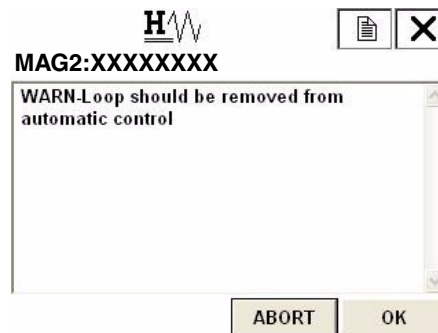 H
MAG2:XXXXXXXX
WARN-Loop should be removed from
automatic control
ABORT
OK